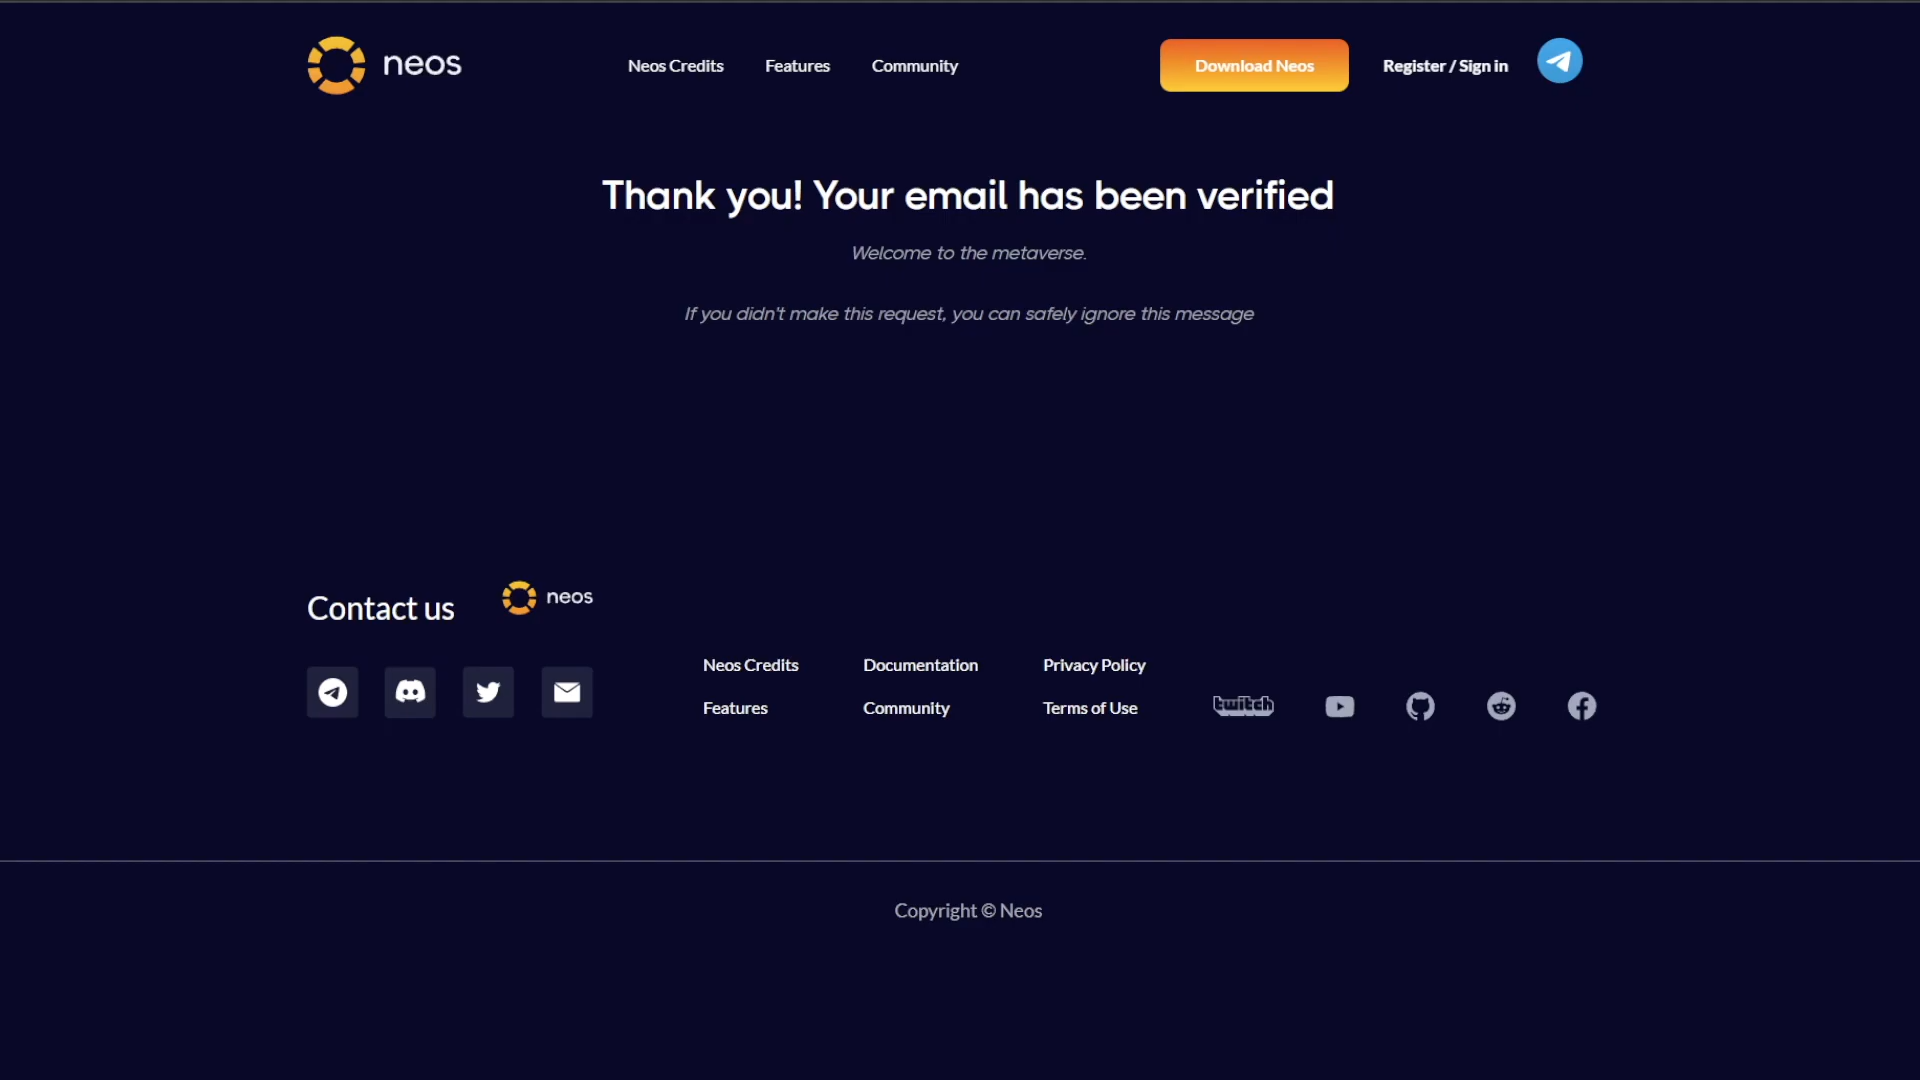 neos
Neos Credits
Features
Community
Download Neos
Register / Sign in
Thank you! Your email has been verified
Welcome to the metaverse.
If you didn't make this request, you can safely ignore this message
Contact us
neos
Neos Credits
Documentation
Privacy Policy
Features
Community
Terms of Use
twitch
Copyright © Neos